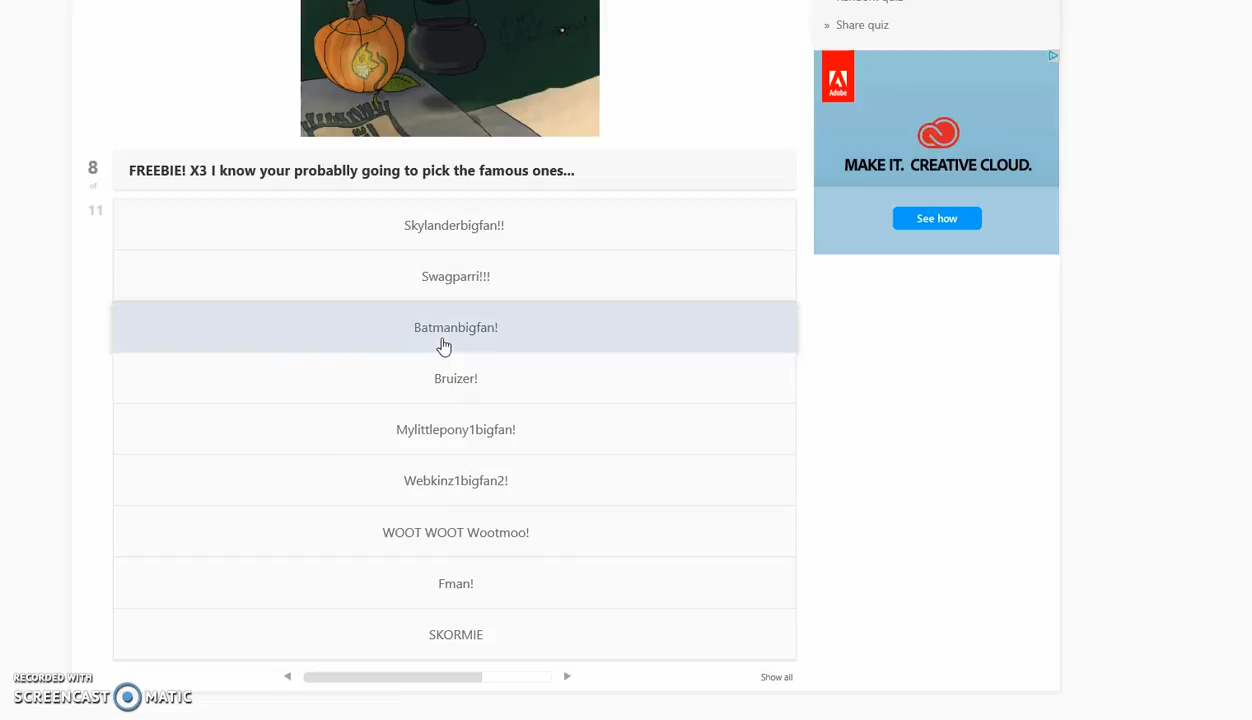 » Share quiz
Adobe
MAKE IT. CREATIVE CLOUD.
See how
8
of
11
FREEBIE! X3 I know your probablly going to pick the famous ones...
Skylanderbigfan!!
Swagparri!!!
Batmanbigfan!
Bruizer!
Mylittlepony1bigfan!
Webkinz1bigfan2!
WOOT WOOT Wootmoo!
Fman!
SKORMIE
Show all
RECORDED WITH
SCREENCAST MATIC